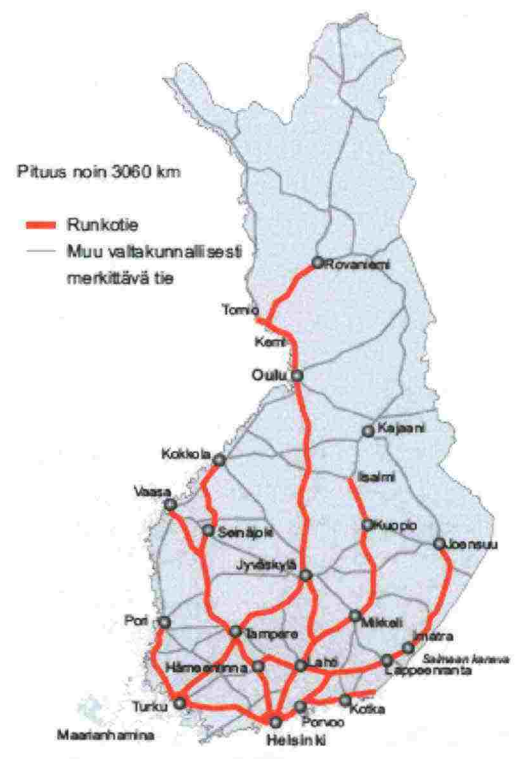 Pituus noin 3060 km
Runkotie
Muu valtakunnallisesti
merkittävä tie
Rovaniemi
Tornio
Kemi
Oulu
Kajaani
Kokkola
Iisalmi
Vaasa
Seinäjoki
Kuopio
Joensuu
Jyväskylä
Pori
Tampere
Mikkeli
Imatra
Saimaan kanava
Hämeenlinna
Lahti
Lappeenranta
Turku
Porvoo
Kotka
Maarianhamina
Helsinki